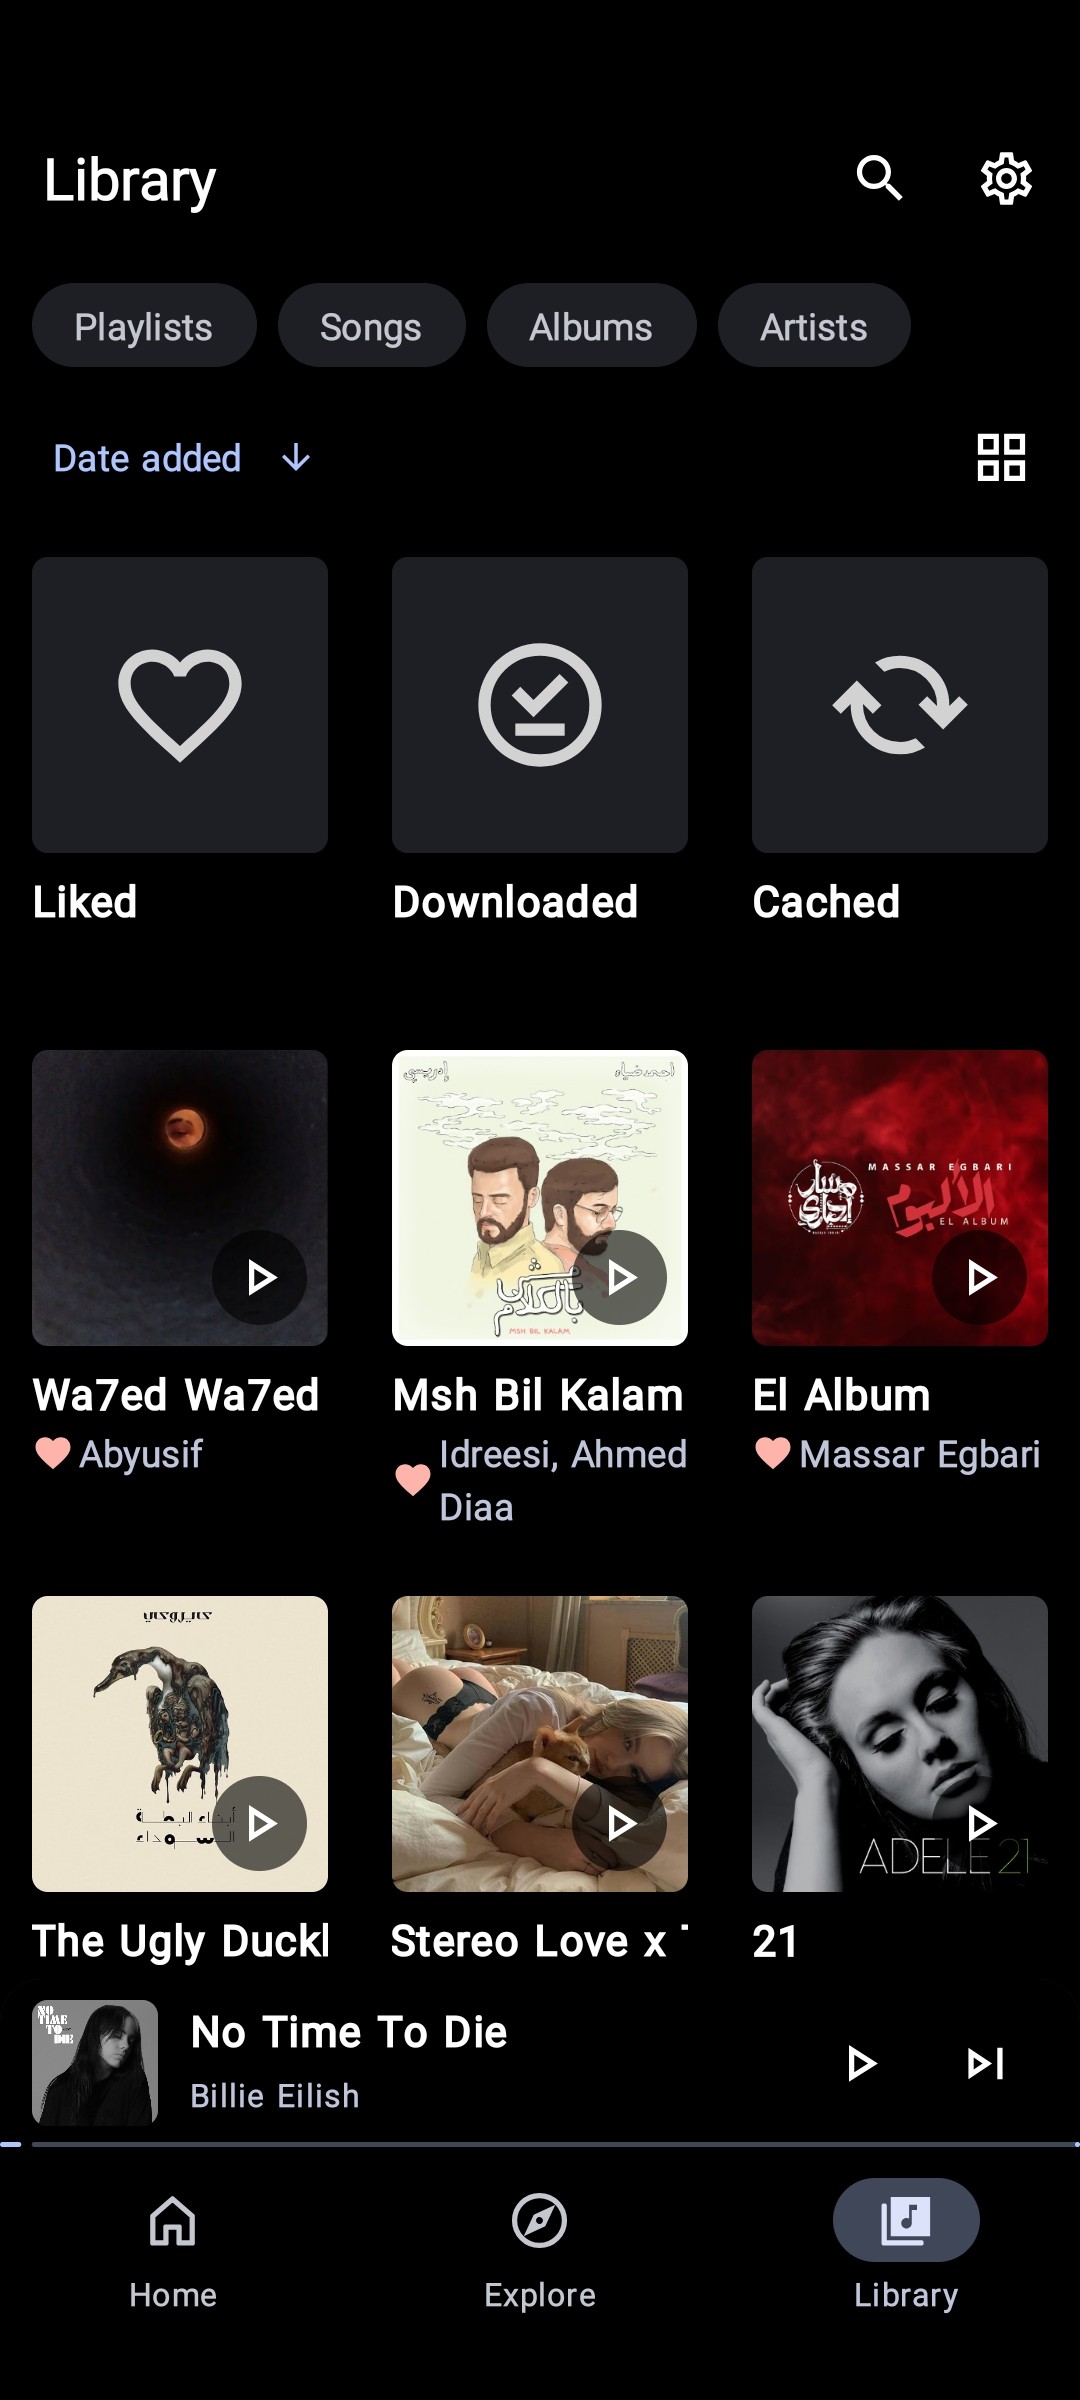 Library
Playlists
Songs
Albums
Artists
Date added
Liked
Downloaded
Cached
إدريسي
احمد ضياء
مش
بالكلام
MSH BIL KALAM
MASSAR EGBARI
مسار
إجباري
الألبوم
EL ALBUM
Wa7ed Wa7ed
Msh Bil Kalam
El Album
Abyusif
Idreesi, Ahmed
Diaa
Massar Egbari
كايروكي
أبناء البطة
السوداء
ADELE 21
The Ugly Duckl
Stereo Love x
21
NO
TIME
TO
DIE
No Time To Die
Billie Eilish
Home
Explore
Library